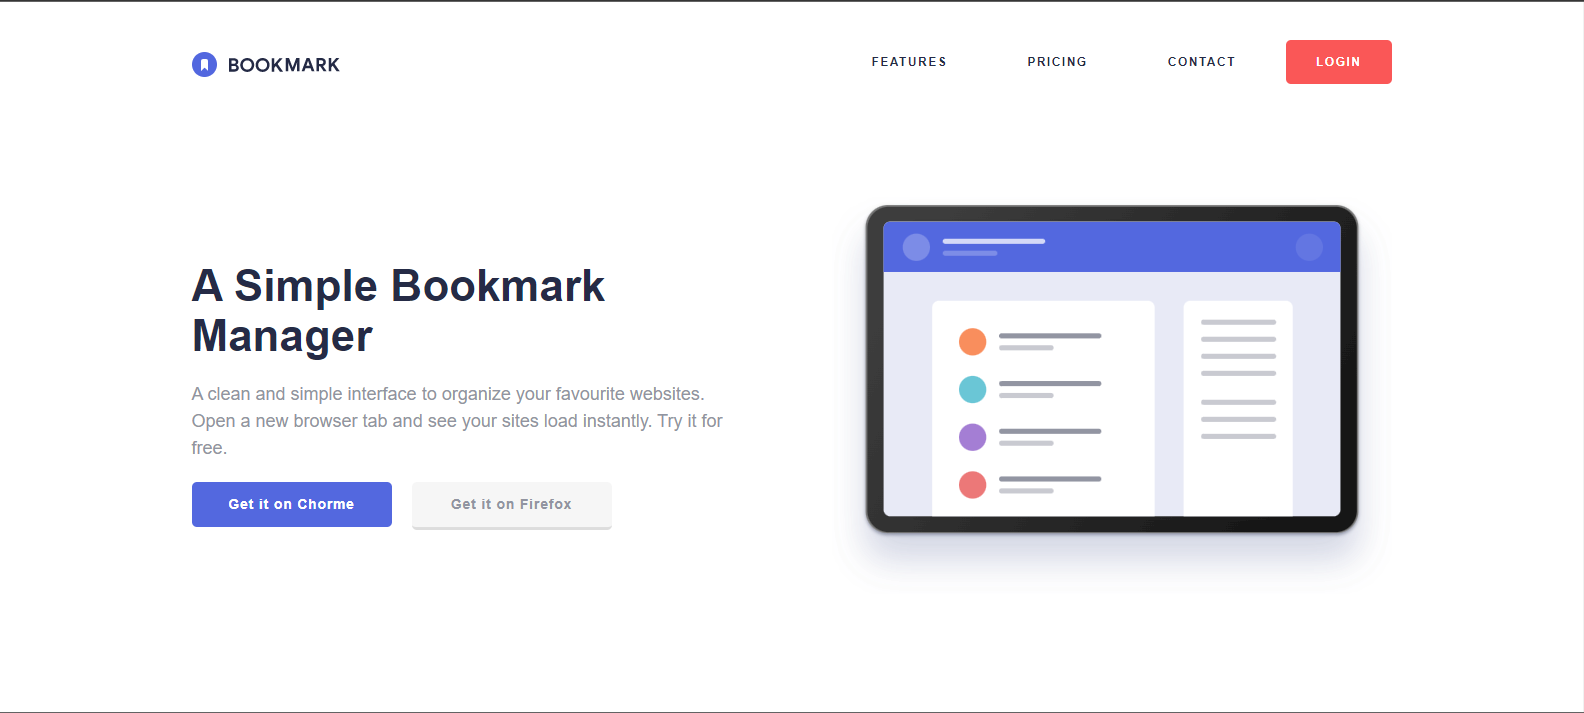 BOOKMARK
FEATURES PRICING CONTACT LOGIN
A Simple Bookmark
Manager
A clean and simple interface to organize your favourite websites.
Open a new browser tab and see your sites load instantly. Try it for
free.
Get it on Chorme Get it on Firefox